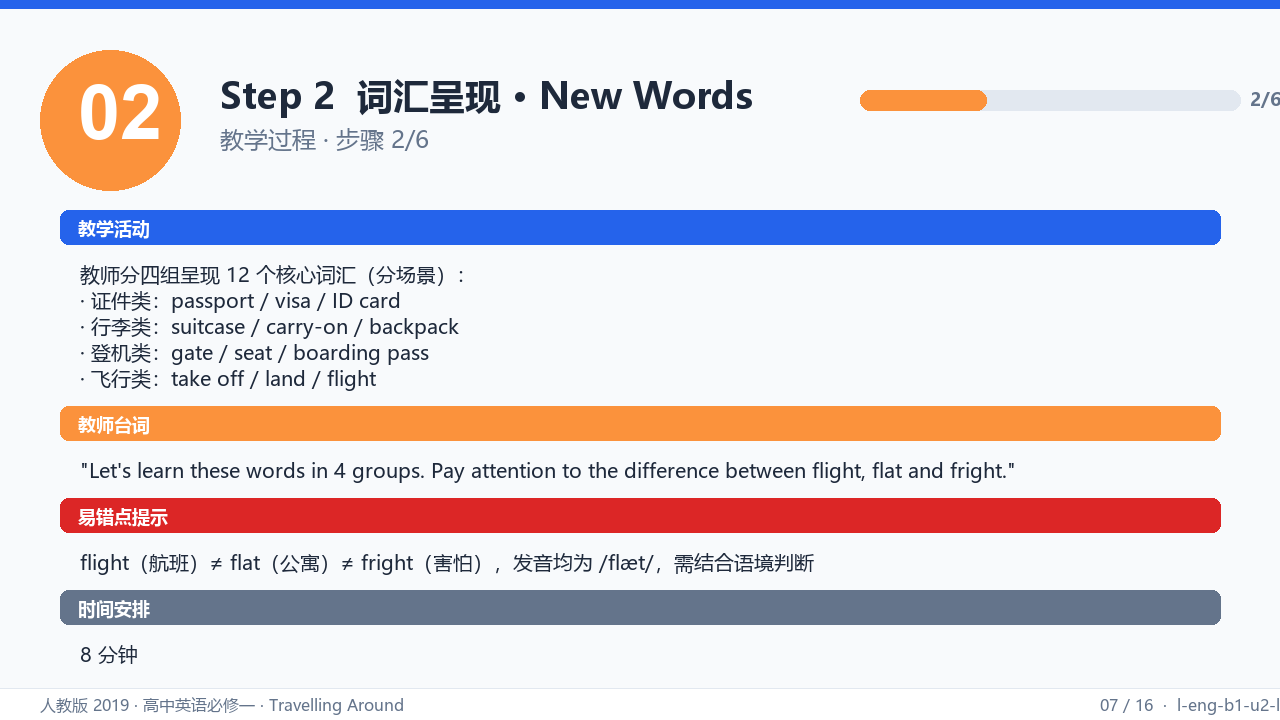 02
Step 2 词汇呈现 • New Words
2/6
教学过程 · 步骤 2/6
教学活动
教师分四组呈现 12 个核心词汇（分场景）:
· 证件类：passport / visa / ID card
· 行李类：suitcase / carry-on / backpack
· 登机类：gate / seat / boarding pass
· 飞行类：take off / land / flight
教师台词
"Let's learn these words in 4 groups. Pay attention to the difference between flight, flat and fright."
易错点提示
flight（航班）≠ flat（公寓）≠ fright（害怕），发音均为 /flæt/，需结合语境判断
时间安排
8 分钟
人教版 2019 · 高中英语必修一 · Travelling Around
07 / 16 · l-eng-b1-u2-l